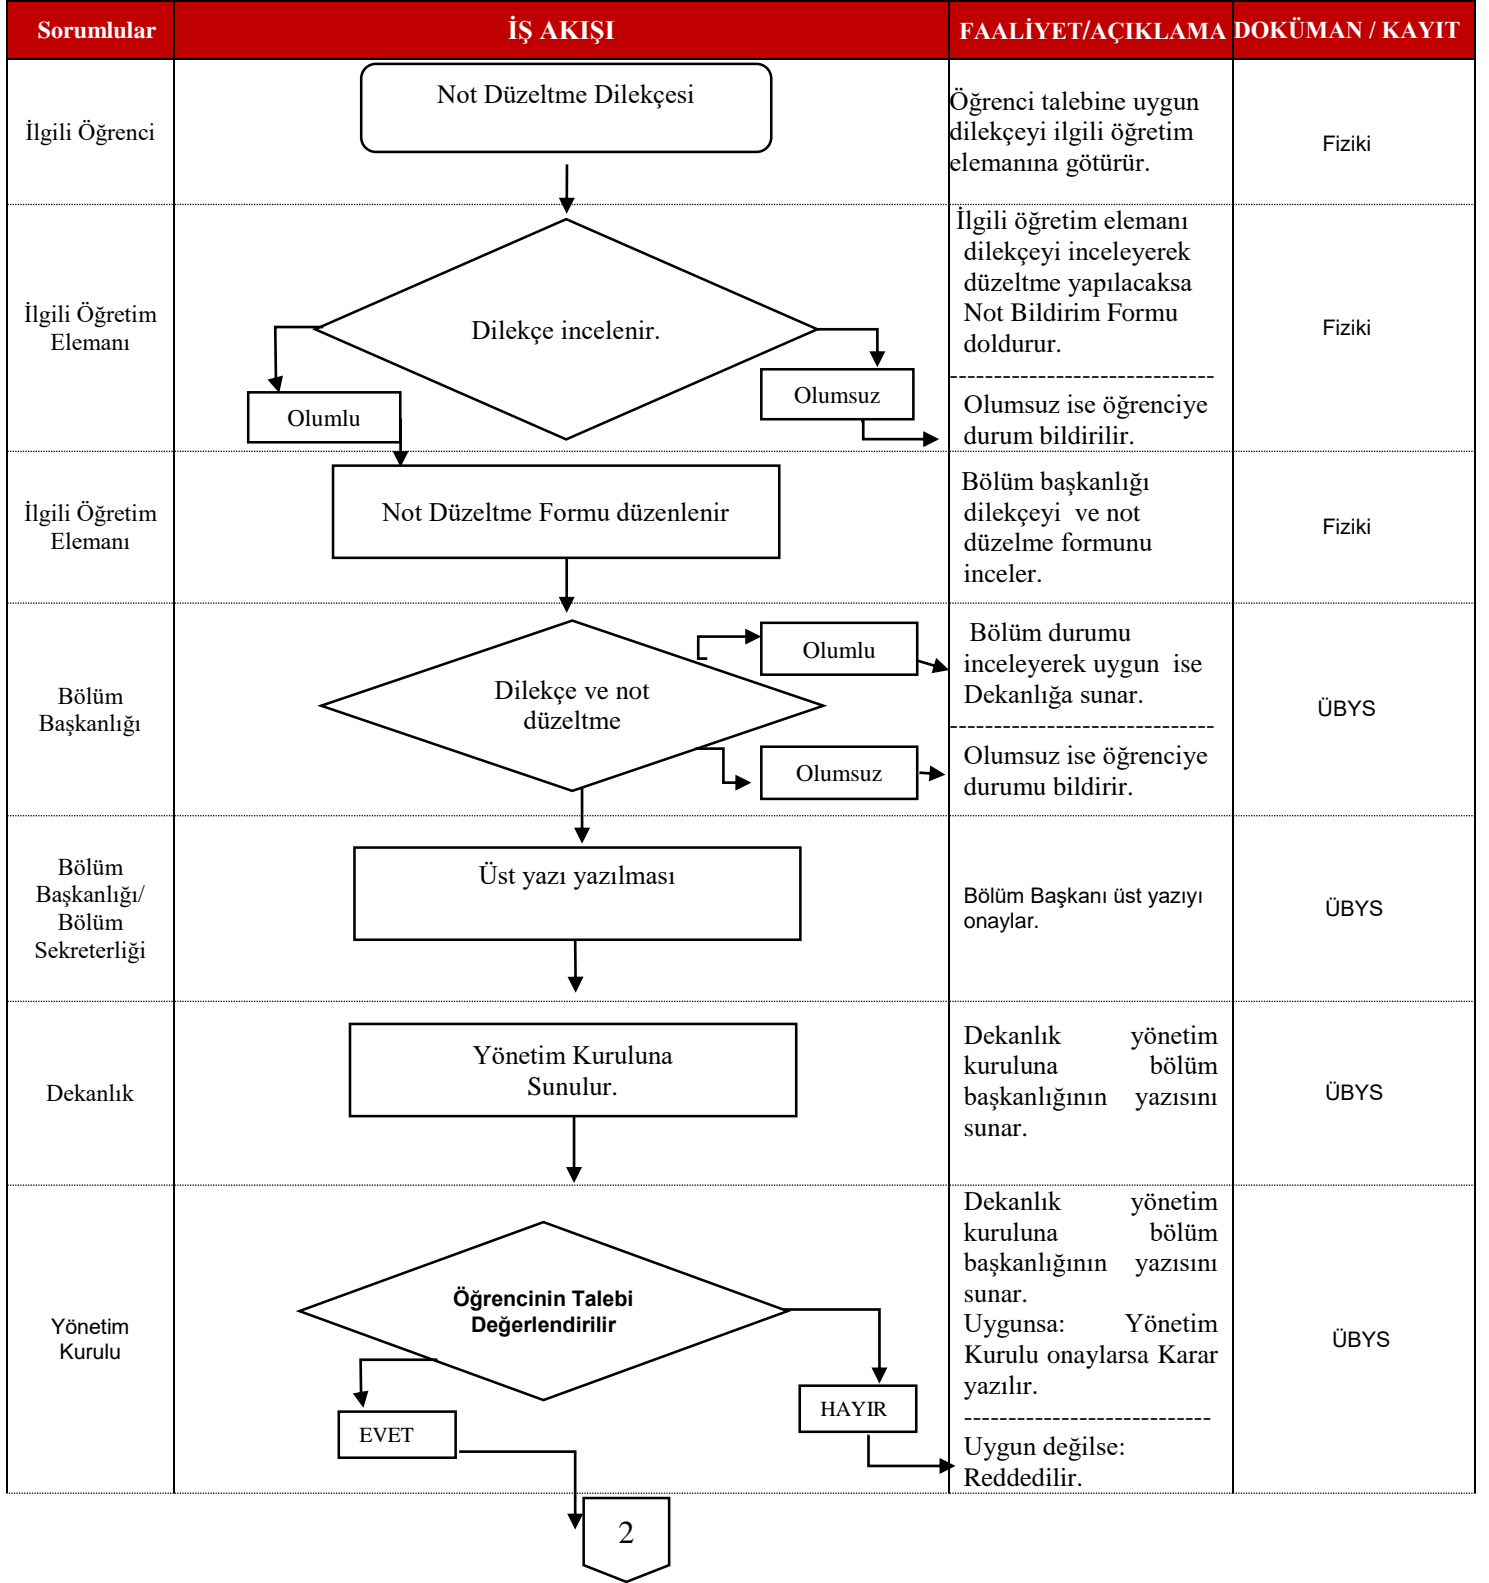 Sorumlular
İŞ AKIŞI
FAALİYET/AÇIKLAMA
DOKÜMAN / KAYIT
İlgili Öğrenci
Not Düzeltme Dilekçesi
Öğrenci talebine uygun
dilekçeyi ilgili öğretim
elemanına götürür.
Fiziki
İlgili Öğretim
Elemanı
Dilekçe incelenir.
Olumlu
Olumsuz
İlgili öğretim elemanı
dilekçeyi inceleyerek
düzeltme yapılacaksa
Not Bildirim Formu
doldurur.
------------------------------
Olumsuz ise öğrenciye
durum bildirilir.
Fiziki
İlgili Öğretim
Elemanı
Not Düzeltme Formu düzenlenir
Bölüm başkanlığı
dilekçeyi  ve not
düzelme formunu
inceler.
Fiziki
Bölüm
Başkanlığı
Dilekçe ve not
düzeltme
Olumlu
Olumsuz
Bölüm durumu
inceleyerek uygun  ise
Dekanlığa sunar.
------------------------------
Olumsuz ise öğrenciye
durumu bildirir.
ÜBYS
Bölüm
Başkanlığı/
Bölüm
Sekreterliği
Üst yazı yazılması
Bölüm Başkanı üst yazıyı
onaylar.
ÜBYS
Dekanlık
Yönetim Kuruluna
Sunulur.
Dekanlık yönetim
kuruluna bölüm
başkanlığının yazısını
sunar.
ÜBYS
Yönetim
Kurulu
Öğrencinin Talebi
Değerlendirilir
EVET
HAYIR
Dekanlık yönetim
kuruluna bölüm
başkanlığının yazısını
sunar.
Uygunsa: Yönetim
Kurulu onaylarsa Karar
yazılır.
----------------------------
Uygun değilse:
Reddedilir.
ÜBYS
2